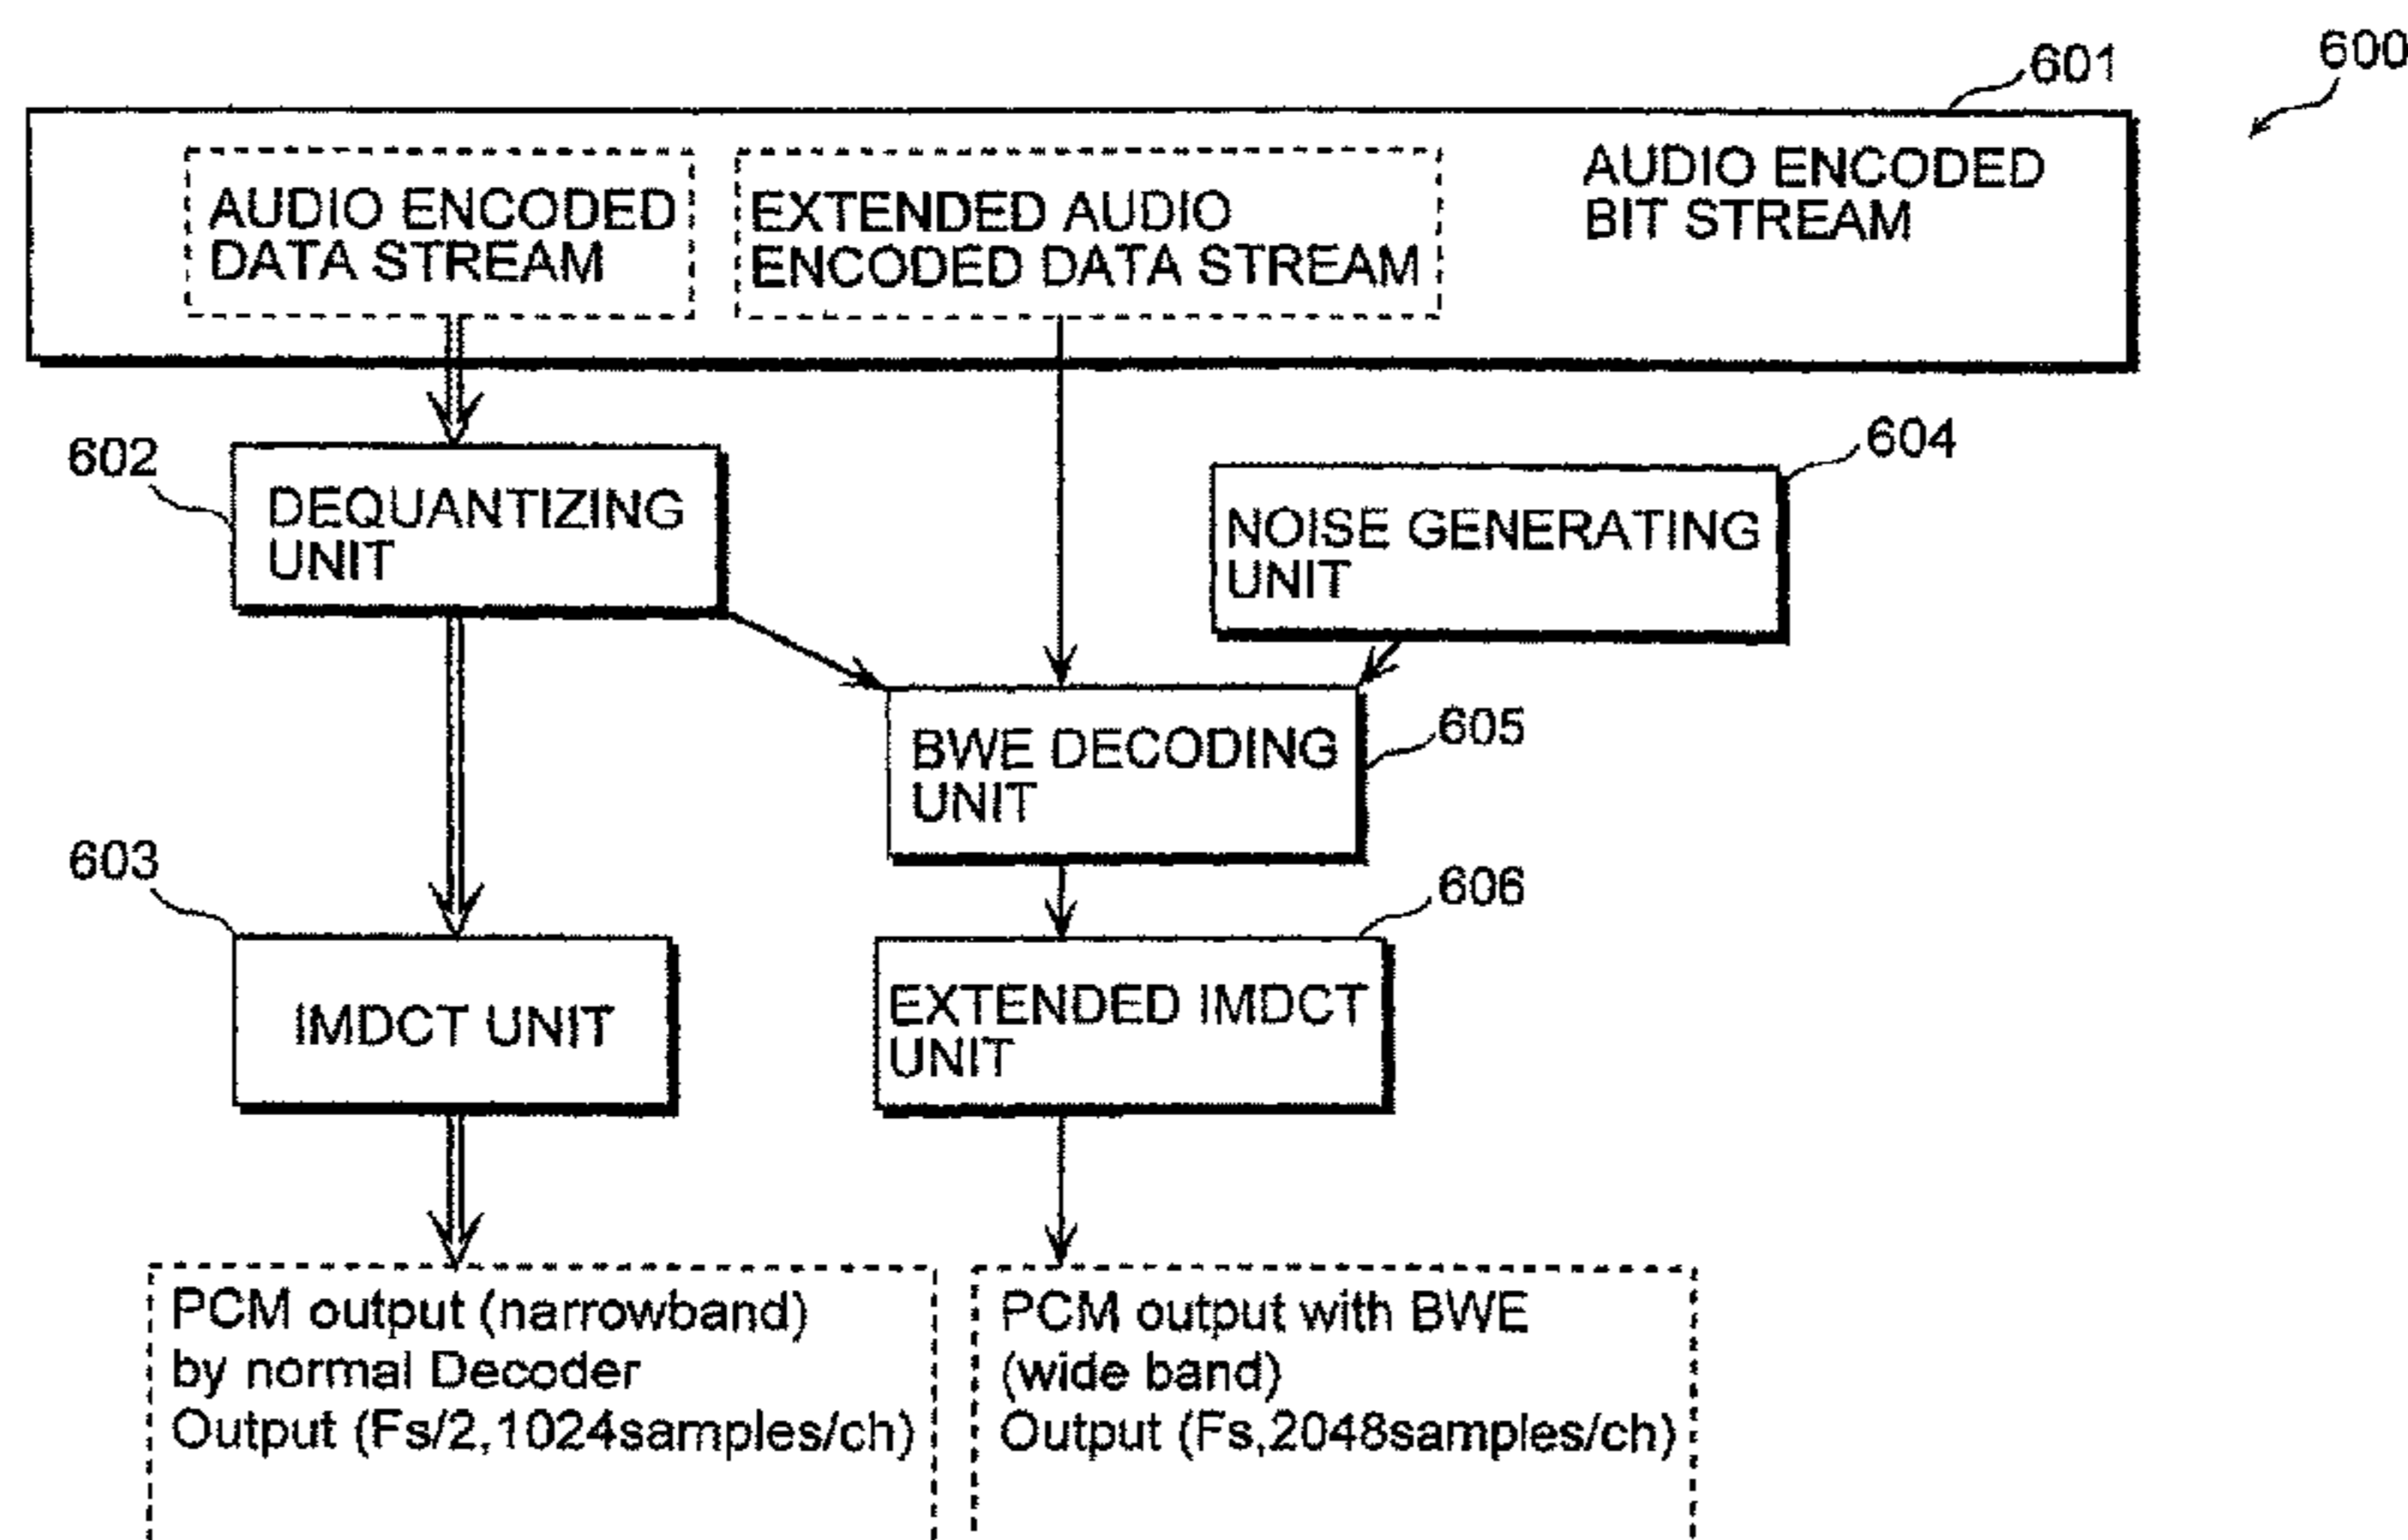 600
601
AUDIO ENCODED
DATA STREAM
EXTENDED AUDIO
ENCODED DATA STREAM
AUDIO ENCODED
BIT STREAM
602
DEQUANTIZING
UNIT
604
NOISE GENERATING
UNIT
605
BWE DECODING
UNIT
603
IMDCT UNIT
606
EXTENDED IMDCT
UNIT
PCM output (narrowband)
by normal Decoder
Output (Fs/2,1024samples/ch)
PCM output with BWE
(wide band)
Output (Fs,2048samples/ch)